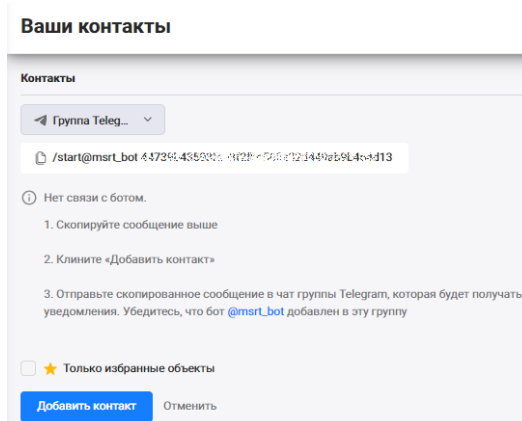 Ваши контакты
Контакты
Группа Teleg...
/start@msrt_bot
Нет связи с ботом.
1. Скопируйте сообщение выше
2. Клините «Добавить контакт»
3. Отправьте скопированное сообщение в чат группы Telegram, которая будет получать
уведомления. Убедитесь, что бот @msrt_bot добавлен в эту группу
Только избранные объекты
Добавить контакт Отменить